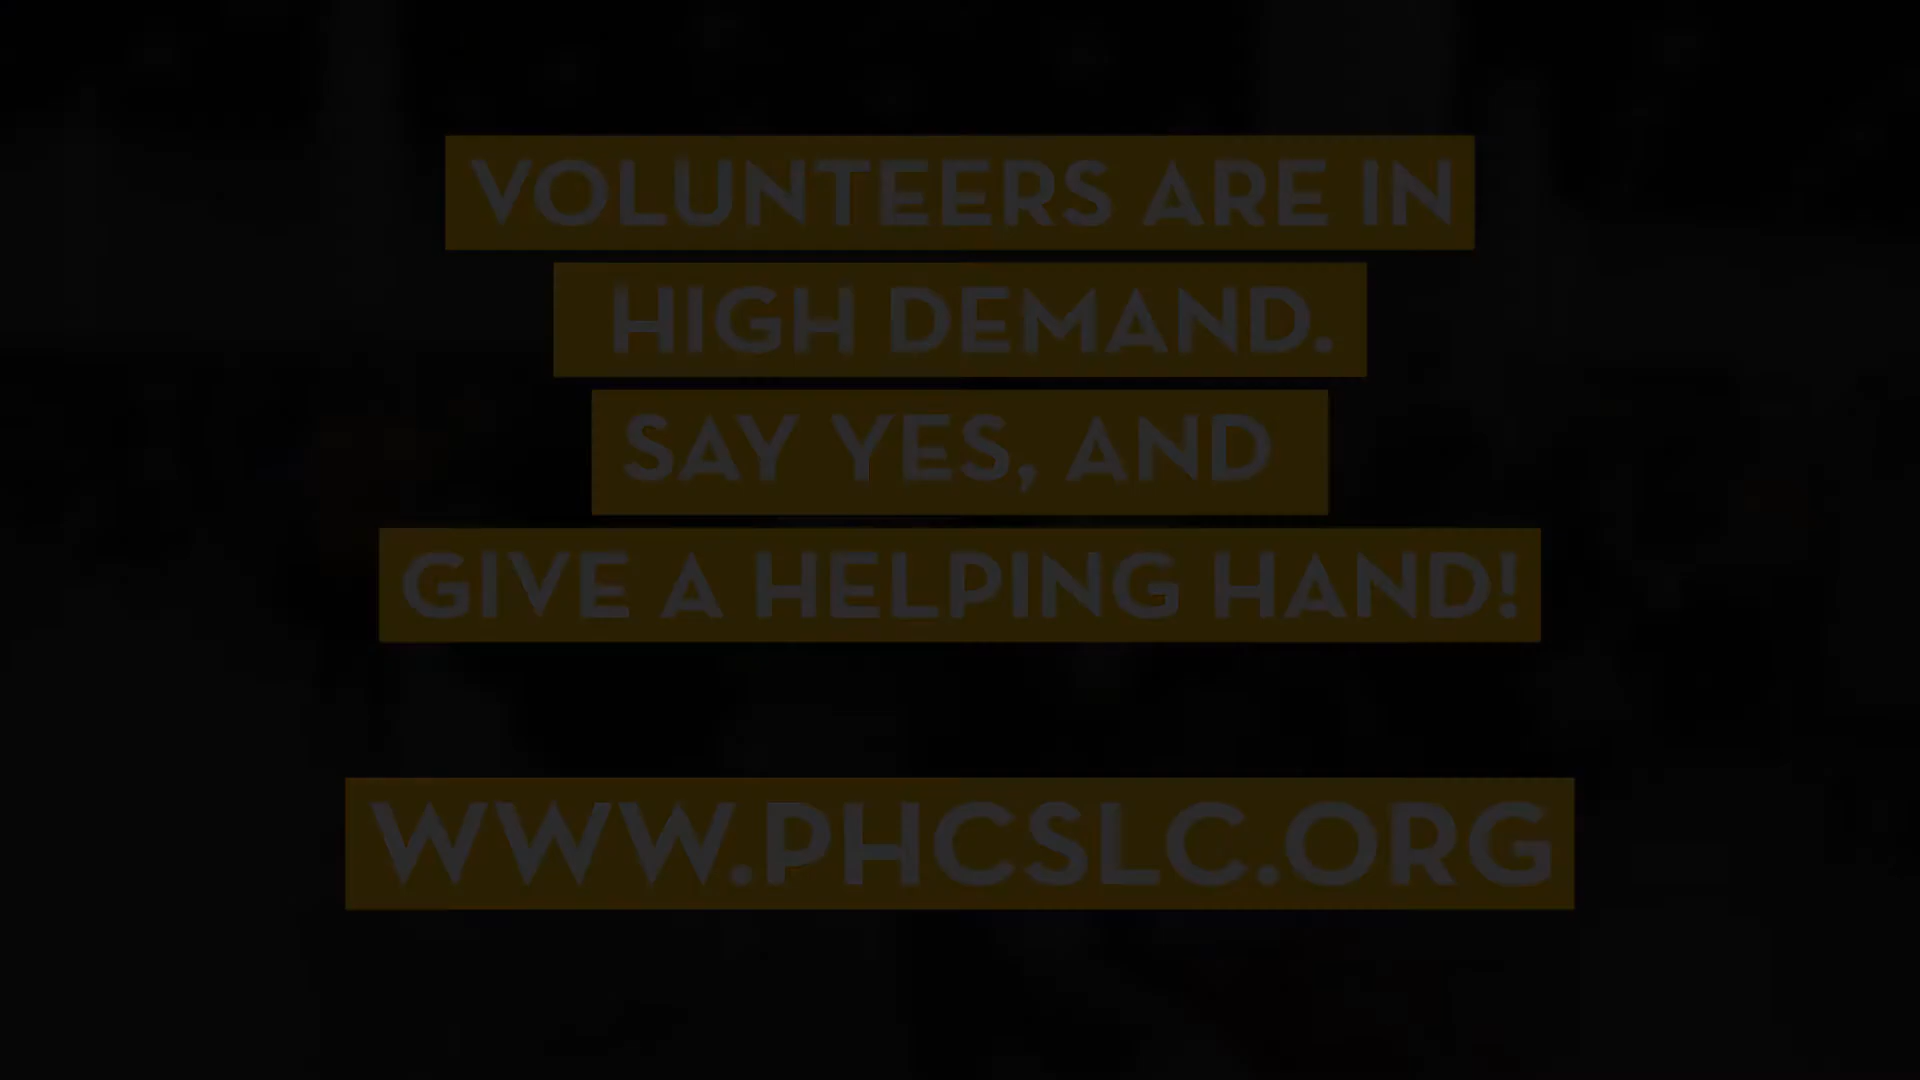 VOLUNTEERS ARE IN
HIGH DEMAND.
SAY YES, AND
GIVE A HELPING HAND!
WWW.PHCSLC.ORG